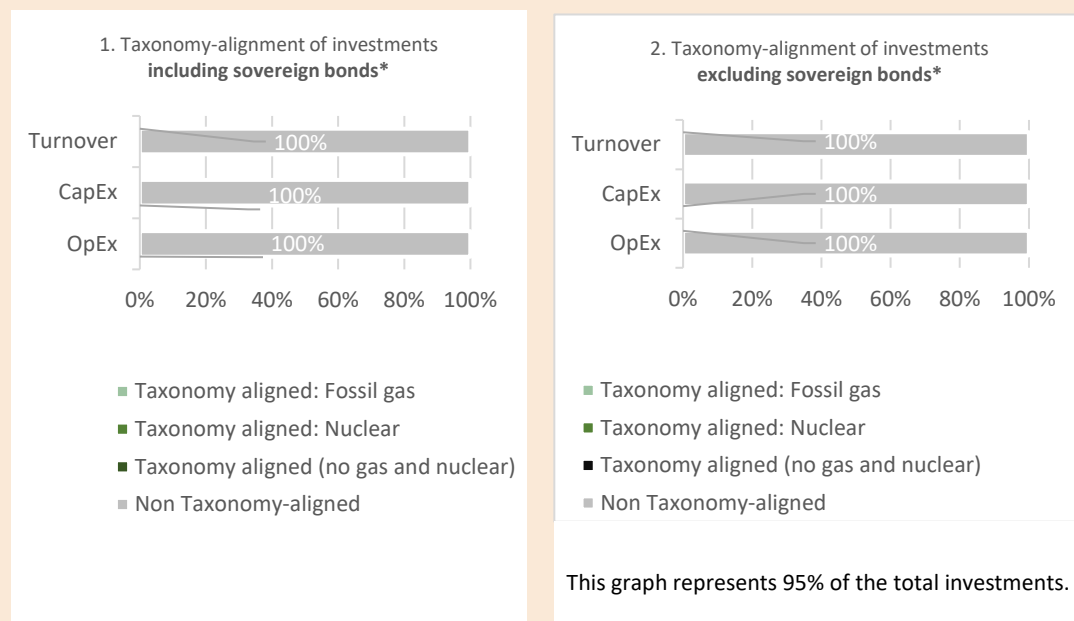 1. Taxonomy-alignment of investments
including sovereign bonds*
Turnover
100%
CapEx
100%
OpEx
100%
0% 20% 40% 60% 80% 100%
Taxonomy aligned: Fossil gas
Taxonomy aligned: Nuclear
Taxonomy aligned (no gas and nuclear)
Non Taxonomy-aligned
2. Taxonomy-alignment of investments
excluding sovereign bonds*
Turnover
100%
CapEx
100%
OpEx
100%
0% 20% 40% 60% 80% 100%
Taxonomy aligned: Fossil gas
Taxonomy aligned: Nuclear
Taxonomy aligned (no gas and nuclear)
Non Taxonomy-aligned
This graph represents 95% of the total investments.